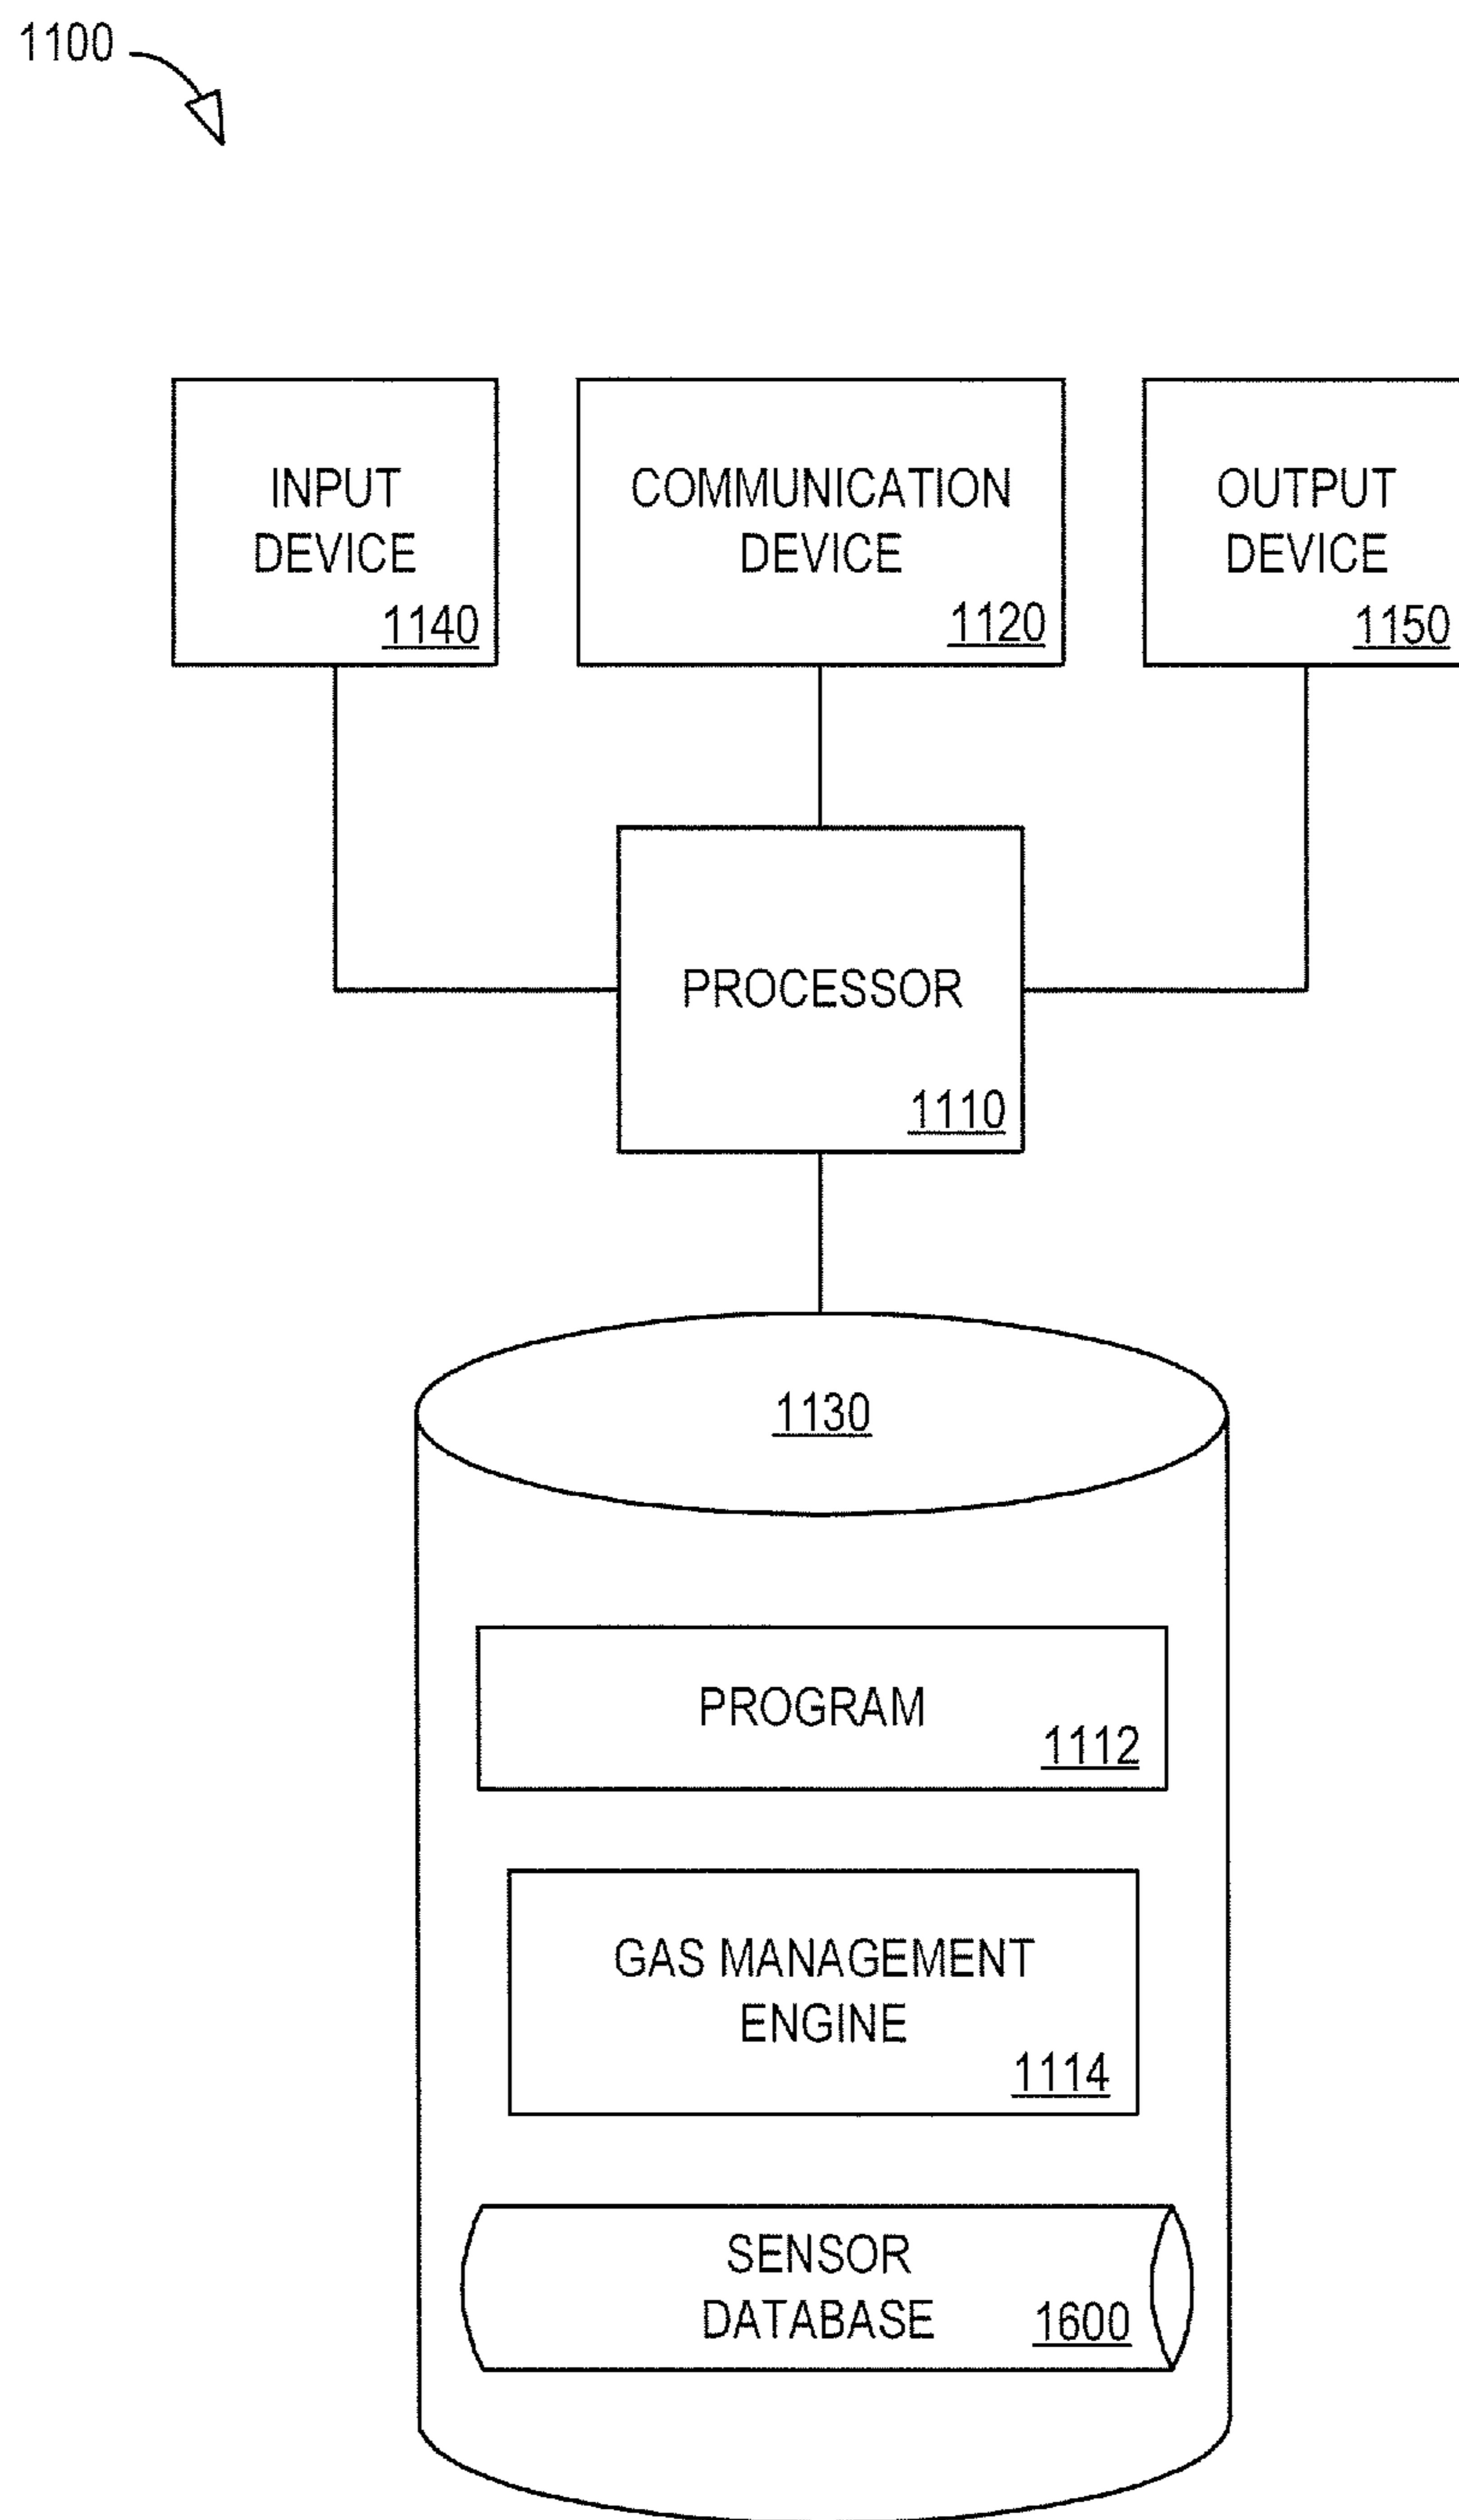 1100
INPUT
DEVICE
1140
COMMUNICATION
DEVICE
1120
OUTPUT
DEVICE
1150
PROCESSOR
1110
1130
PROGRAM
1112
GAS MANAGEMENT
ENGINE
1114
SENSOR
DATABASE
1600